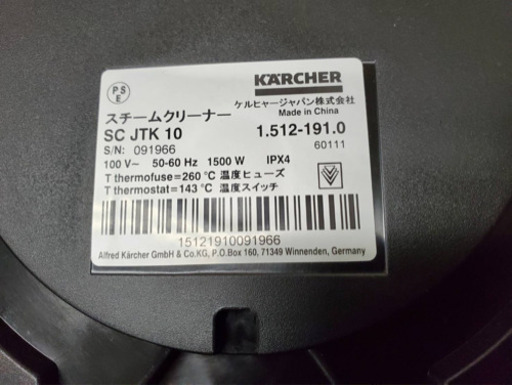 PS
E
KÄRCHER
ケルヒャージャパン株式会社
Made in China
スチームクリーナー
SC JTK 10
1.512-191.0
S/N: 091966
60111
100 V~ 50-60 Hz 1500 W IPX4
T thermofuse=260 °C 温度ヒューズ
T thermostat=143 °C 温度スイッチ
15121910091966
Alfred Kärcher GmbH & Co.KG, P.O.Box 160, 71349 Winnenden, Germany